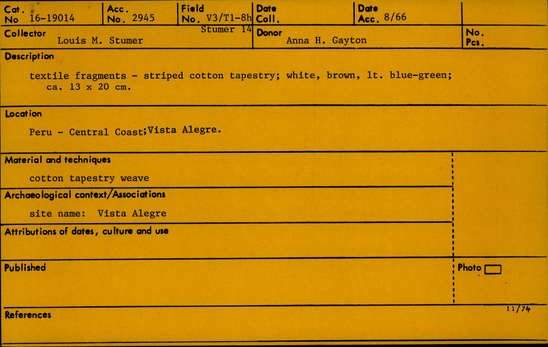 Cat. No 16-19014 Acc. No. 2945 Field No. V3/T1-8h Stumer 14 Date Coll. Date Acc. 8/66
Collector Louis M. Stumer Donor Anna H. Gayton No. Pcs.
Description
textile fragments - striped cotton tapestry; white, brown, lt. blue-green;
ca. 13 x 20 cm.
Location
Peru - Central Coast; Vista Alegre.
Material and techniques
cotton tapestry weave
Archaeological context/Associations
site name: Vista Alegre
Attributions of dates, culture and use
Published Photo
11/74
References